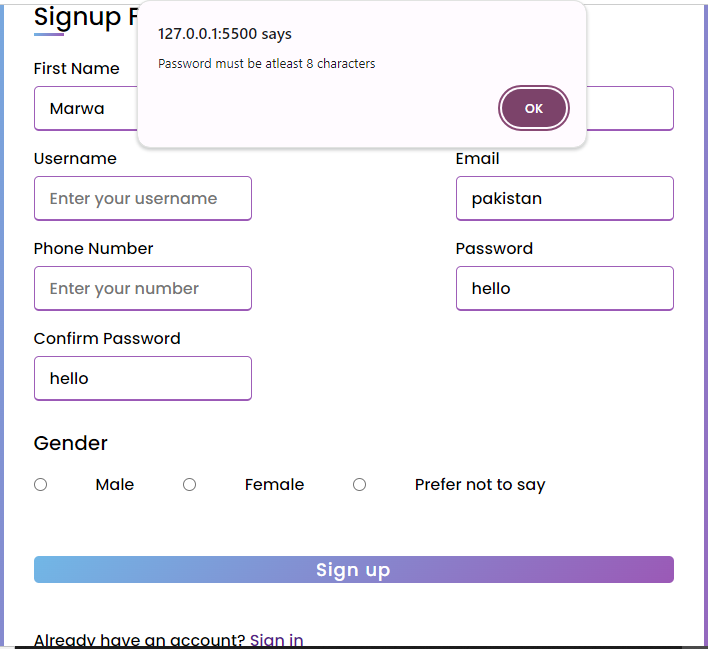 Signup F
127.0.0.1:5500 says
Password must be atleast 8 characters
OK
First Name
Marwa
Username
Email
Enter your username
pakistan
Phone Number
Password
Enter your number
hello
Confirm Password
hello
Gender
Male
Female
Prefer not to say
Sign up
Already have an account? Sign in